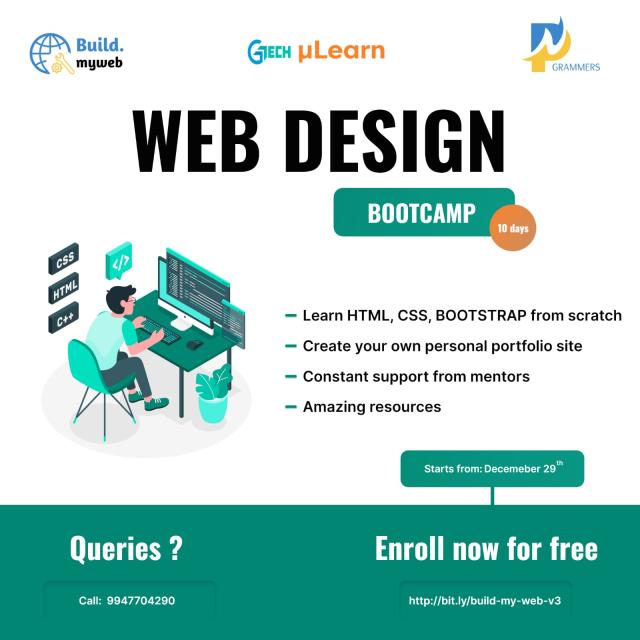 Build.
myweb
GTECH µLearn
GRAMMERS
WEB DESIGN
BOOTCAMP
10 days
CSS
HTML
C++
</>
Learn HTML, CSS, BOOTSTRAP from scratch
Create your own personal portfolio site
Constant support from mentors
Amazing resources
Starts from: Decemeber 29th
Queries ?
Enroll now for free
Call: 9947704290
http://bit.ly/build-my-web-v3